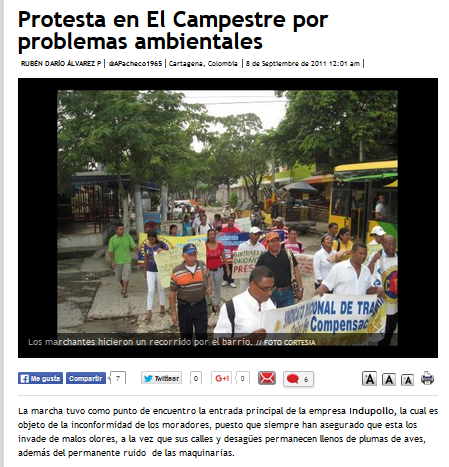 Protesta en El Campestre por
problemas ambientales
RUBÉN DARÍO ÁLVAREZ P | @APacheco1965 | Cartagena, Colombia | 8 de Septiembre de 2011 12:01 am |
SINDICATO NACIONAL DE TRA
de Compensac
Los marchantes hicieron un recorrido por el barrio. // FOTO CORTESIA
Me gusta Compartir 7 Twittear 0 G+1 0 6 A A A
La marcha tuvo como punto de encuentro la entrada principal de la empresa Indupollo, la cual es
objeto de la inconformidad de los moradores, puesto que siempre han asegurado que esta los
invade de malos olores, a la vez que sus calles y desagües permanecen llenos de plumas de aves,
además del permanente ruido de las maquinarias.